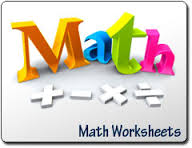 Math
+ − × ÷
Math Worksheets